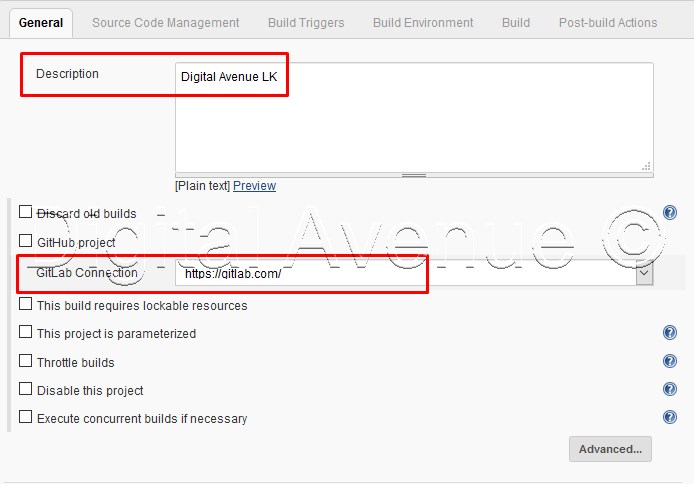 General Source Code Management Build Triggers Build Environment Build Post-build Actions
Description
Digital Avenue LK
[Plain text] Preview
Discard old builds
GitHub project
Digital Avenue ©
GitLab Connection
https://gitlab.com/
This build requires lockable resources
This project is parameterized
Throttle builds
Disable this project
Execute concurrent builds if necessary
Advanced...